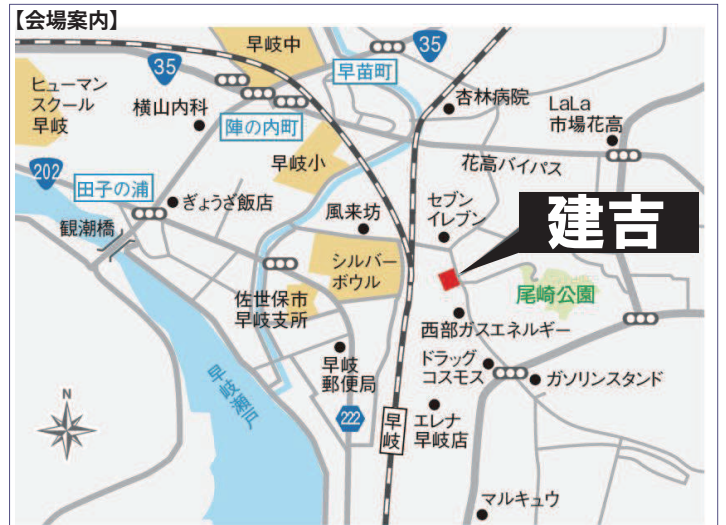 【会場案内】
早岐中
35
35
早苗町
ヒューマン
スクール
早岐
横山内科
陣の内町
杏林病院
LaLa
市場花高
早岐小
花高バイパス
202
田子の浦
ぎょうざ飯店
風来坊
セブン
イレブン
建吉
観潮橋
シルバー
ボウル
尾崎公園
佐世保市
早岐支所
西部ガスエネルギー
早岐
郵便局
ドラッグ
コスモス
ガソリンスタンド
早岐瀬戸
N
222
早岐
エレナ
早岐店
マルキュウ